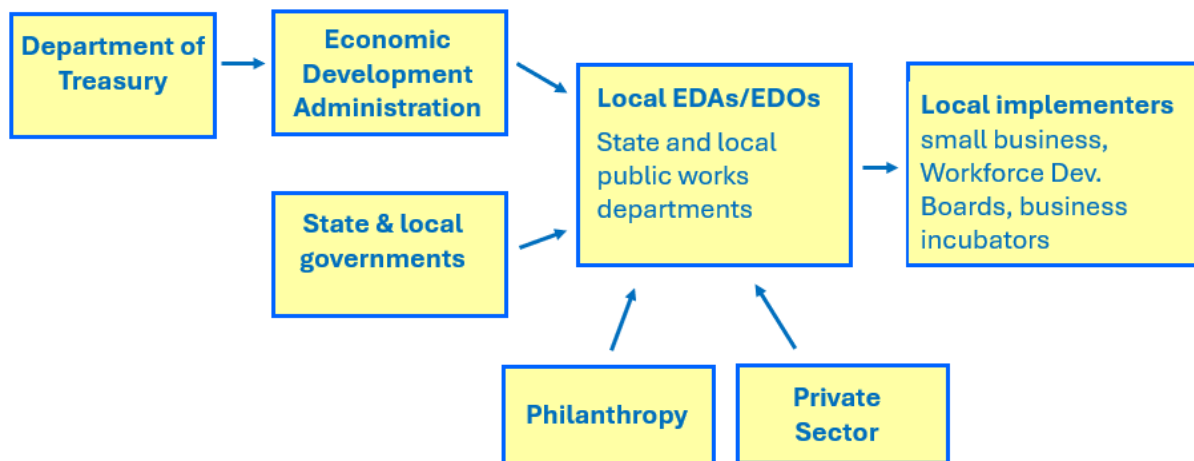 Department of
Treasury
Economic
Development
Administration
State & local
governments
Local EDAs/EDOs
State and local
public works
departments
Local implementers
small business,
Workforce Dev.
Boards, business
incubators
Philanthropy
Private
Sector